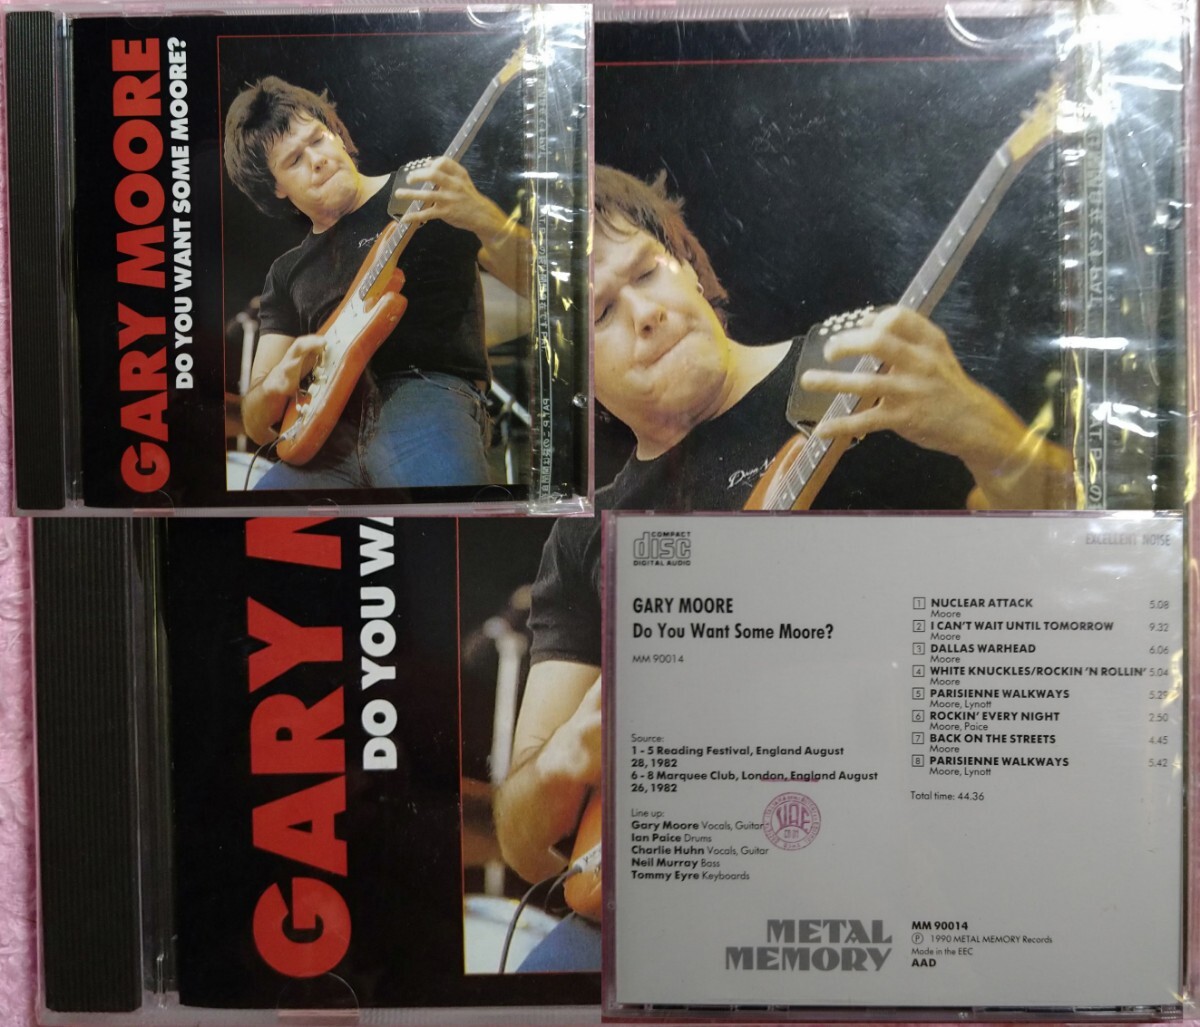 GARY MOORE
DO YOU WANT SOME MOORE?
GARY M
DO YOU WA
COMPACT
disc
DIGITAL AUDIO
EXCELLENT NOISE
GARY MOORE
Do You Want Some Moore?
MM 90014
Source:
1 - 5 Reading Festival, England August
28, 1982
6 - 8 Marquee Club, London, England August
26, 1982
Line up:
Gary Moore Vocals, Guitar
Ian Paice Drums
Charlie Huhn Vocals, Guitar
Neil Murray Bass
Tommy Eyre Keyboards
1 NUCLEAR ATTACK 5.08
Moore
2 I CAN'T WAIT UNTIL TOMORROW 9.32
Moore
3 DALLAS WARHEAD 6.06
Moore
4 WHITE KNUCKLES/ROCKIN 'N ROLLIN' 5.04
Moore
5 PARISIENNE WALKWAYS 5.29
Moore, Lynott
6 ROCKIN' EVERY NIGHT 2.50
Moore, Paice
7 BACK ON THE STREETS 4.45
Moore
8 PARISIENNE WALKWAYS 5.42
Moore, Lynott
Total time: 44.36
METAL
MEMORY
MM 90014
Ⓟ 1990 METAL MEMORY Records
Made in the EEC
AAD